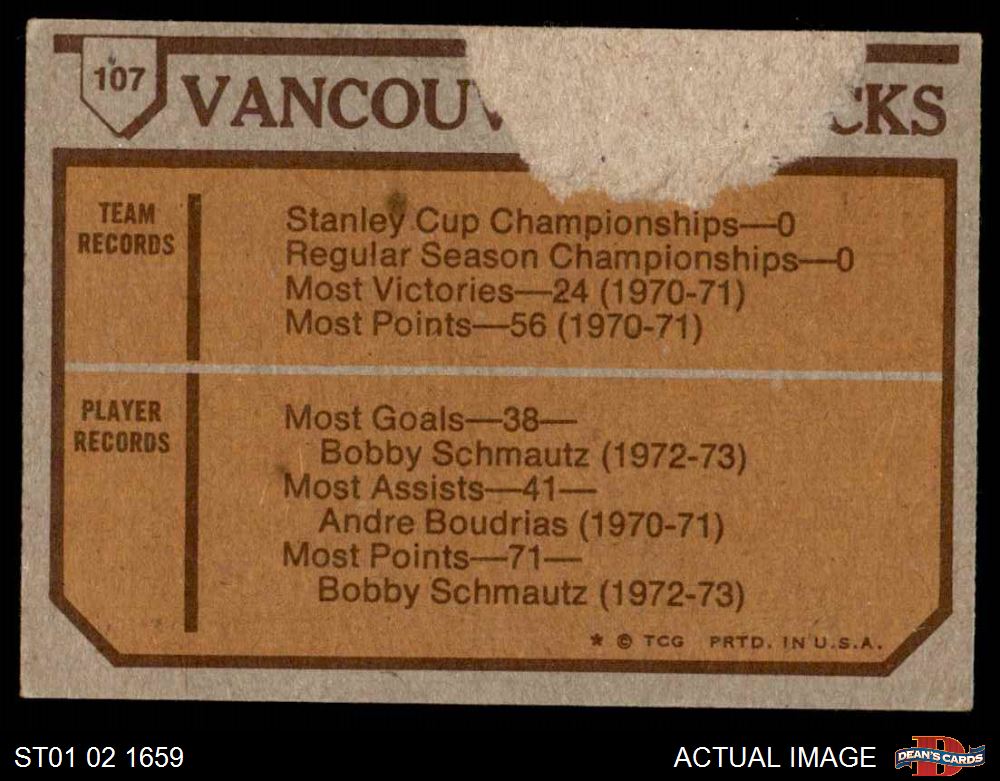 107
VANCOUV CKS
TEAM
RECORDS
Stanley Cup Championships—0
Regular Season Championships—0
Most Victories—24 (1970-71)
Most Points—56 (1970-71)
PLAYER
RECORDS
Most Goals—38—
Bobby Schmautz (1972-73)
Most Assists—41—
Andre Boudrias (1970-71)
Most Points—71—
Bobby Schmautz (1972-73)
* © TCG PRTD. IN U.S.A.
ST01 02 1659
ACTUAL IMAGE
D
DEAN'S CARDS